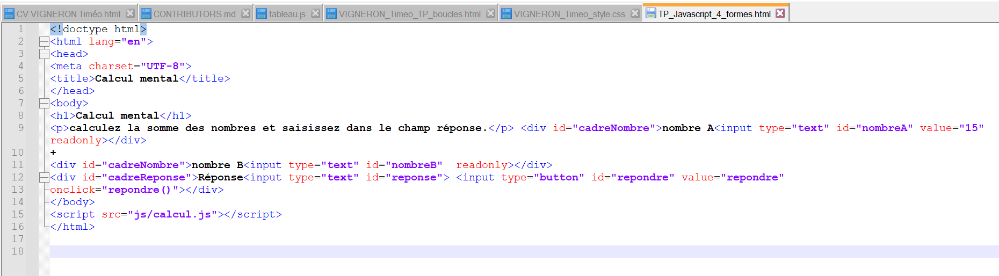 CV VIGNERON Timéo.html CONTRIBUTORS.md tableau.js VIGNERON_Timeo_TP_boucles.html VIGNERON_Timeo_style.css TP_Javascript_4_formes.html
1 <!doctype html>
2 <html lang="en">
3 <head>
4 <meta charset="UTF-8">
5 <title>Calcul mental</title>
6 </head>
7 <body>
8 <h1>Calcul mental</h1>
9 <p>calculez la somme des nombres et saisissez dans le champ réponse.</p> <div id="cadreNombre">nombre A<input type="text" id="nombreA" value="15"
readonly></div>
10 +
11 <div id="cadreNombre">nombre B<input type="text" id="nombreB"  readonly></div>
12 <div id="cadreReponse">Réponse<input type="text" id="reponse"> <input type="button" id="repondre" value="repondre"
13 onclick="repondre()"></div>
14 </body>
15 <script src="js/calcul.js"></script>
16 </html>
17
18